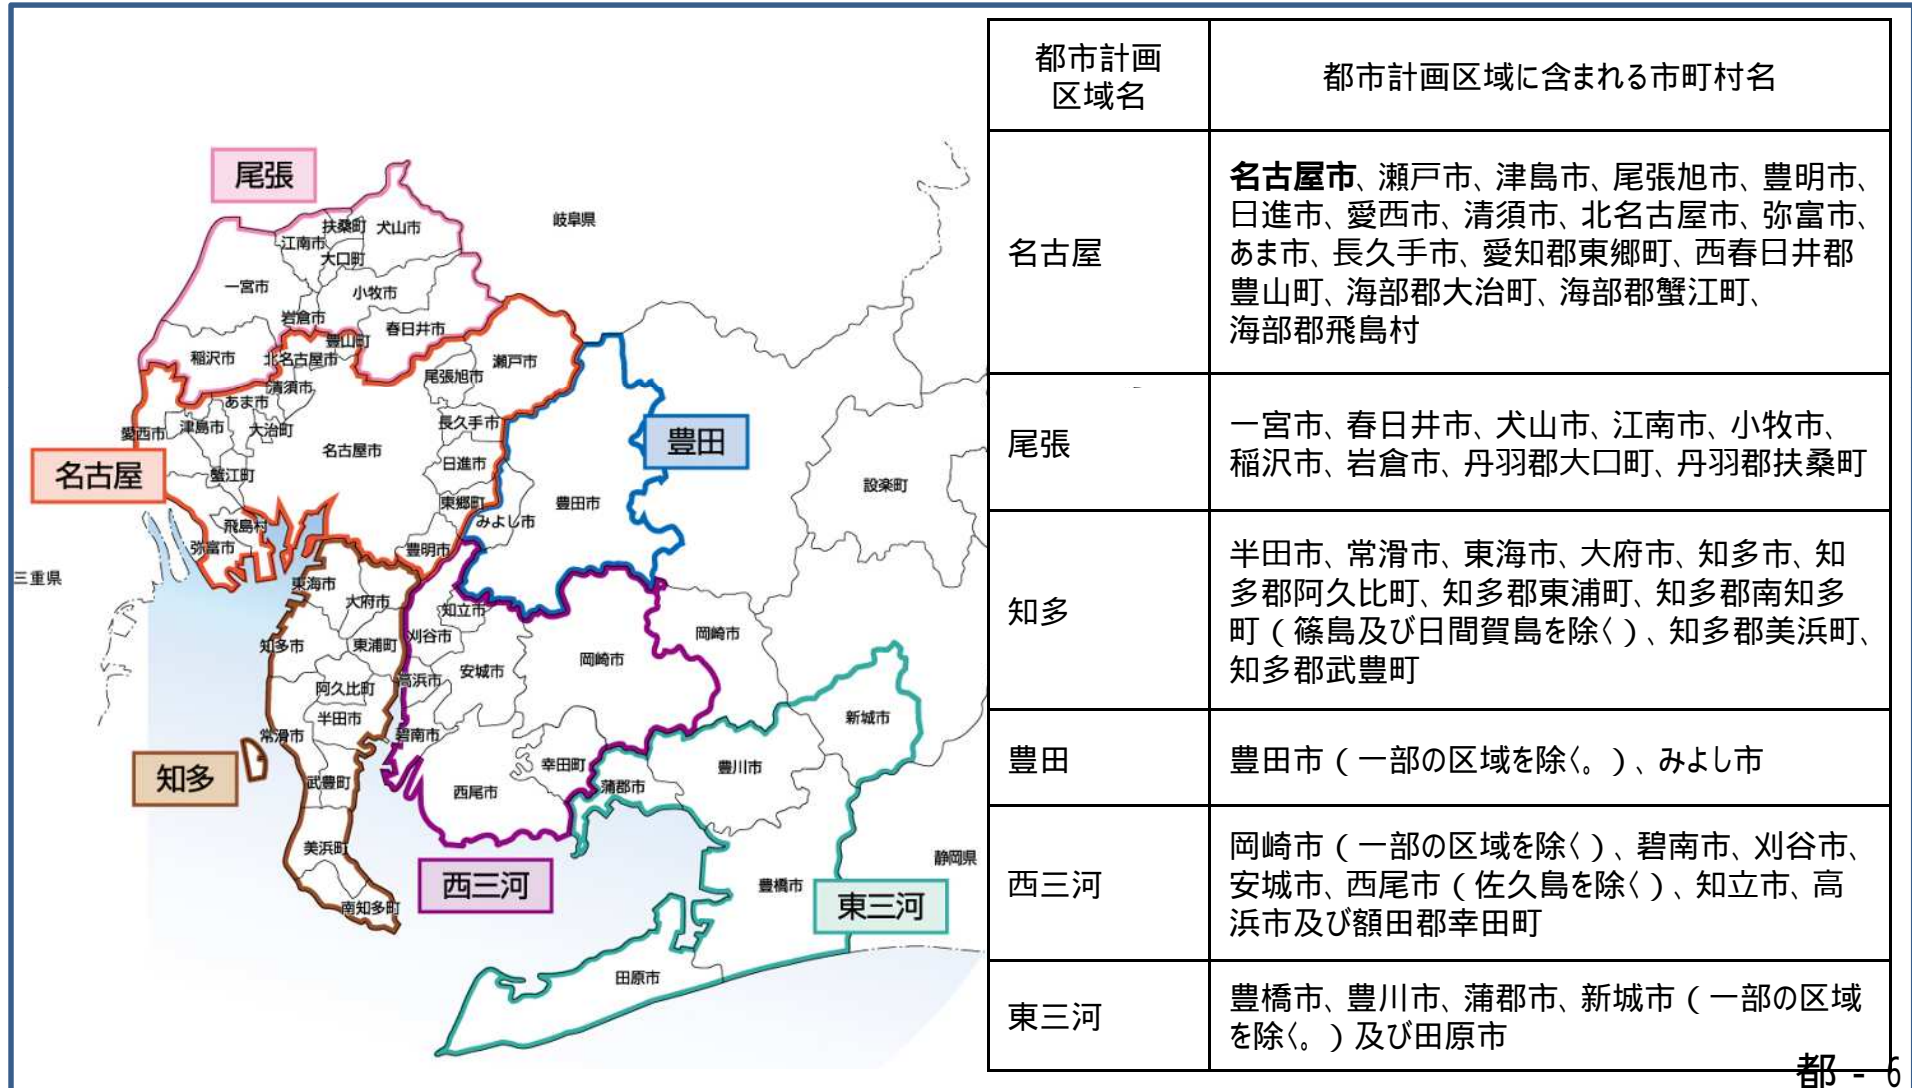 尾張
岐阜県
扶桑町
犬山市
江南市
大口町
一宮市
小牧市
岩倉市
春日井市
豊山町
稲沢市
北名古屋市
瀬戸市
尾張旭市
清須市
あま市
長久手市
愛西市
津島市
大治町
名古屋市
豊田
名古屋
蟹江町
日進市
設楽町
東郷町
豊田市
みよし市
飛島村
弥富市
豊明市
三重県
東海市
大府市
知立市
知多市
東浦町
刈谷市
岡崎市
岡崎市
安城市
高浜市
阿久比町
半田市
新城市
常滑市
碧南市
知多
武豊町
幸田町
豊川市
西尾市
蒲郡市
美浜町
静岡県
西三河
豊橋市
東三河
南知多町
田原市
都市計画
区域名
都市計画区域に含まれる市町村名
名古屋
名古屋市、瀬戸市、津島市、尾張旭市、豊明市、
日進市、愛西市、清須市、北名古屋市、弥富市、
あま市、長久手市、愛知郡東郷町、西春日井郡
豊山町、海部郡大治町、海部郡蟹江町、
海部郡飛島村
尾張
一宮市、春日井市、犬山市、江南市、小牧市、
稲沢市、岩倉市、丹羽郡大口町、丹羽郡扶桑町
知多
半田市、常滑市、東海市、大府市、知多市、知
多郡阿久比町、知多郡東浦町、知多郡南知多
町（篠島及び日間賀島を除く）、知多郡美浜町、
知多郡武豊町
豊田
豊田市（一部の区域を除く。）、みよし市
西三河
岡崎市（一部の区域を除く）、碧南市、刈谷市、
安城市、西尾市（佐久島を除く）、知立市、高
浜市及び額田郡幸田町
東三河
豊橋市、豊川市、蒲郡市、新城市（一部の区域
を除く。）及び田原市
都 - 6